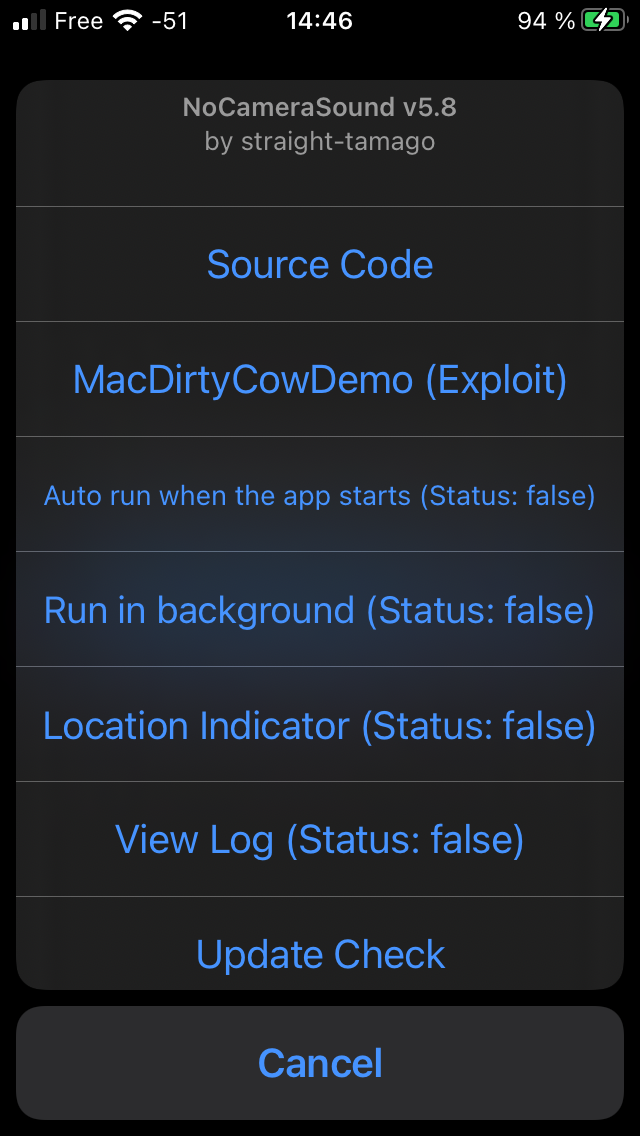 Free -51 14:46 94 %
NoCameraSound v5.8
by straight-tamago
Source Code
MacDirtyCowDemo (Exploit)
Auto run when the app starts (Status: false)
Run in background (Status: false)
Location Indicator (Status: false)
View Log (Status: false)
Update Check
Cancel